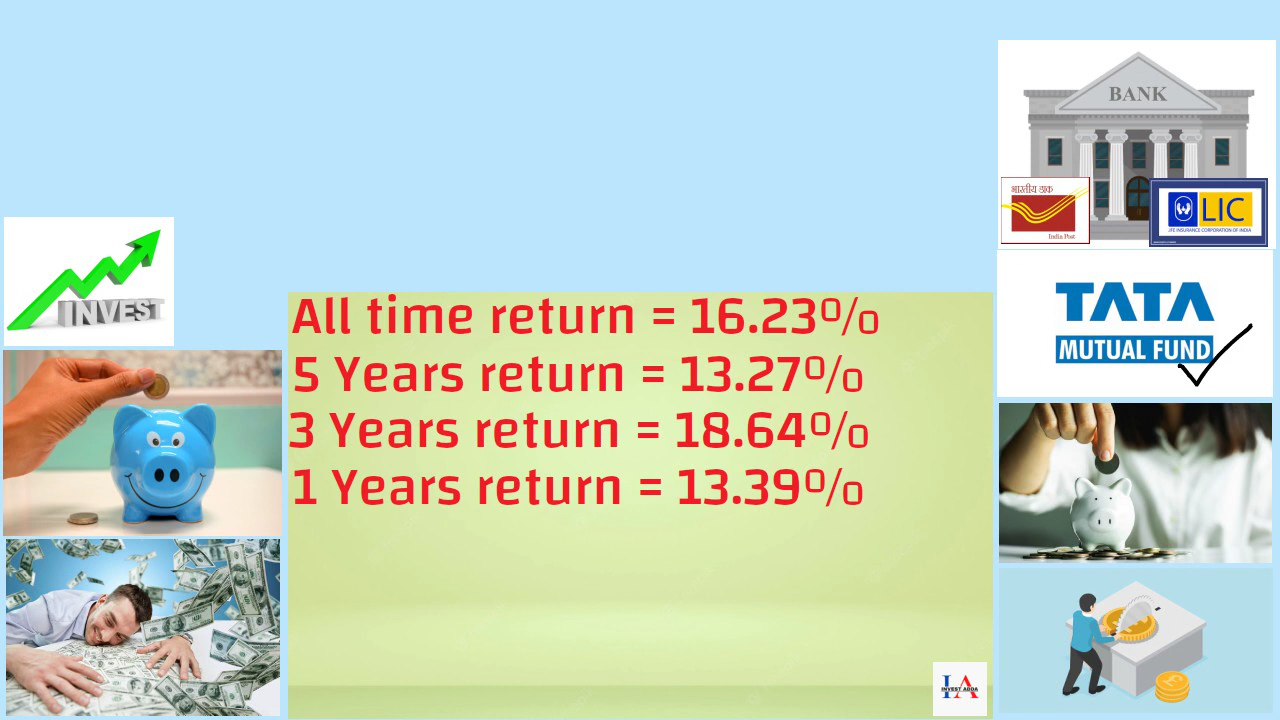 BANK
भारतीय डाक
India Post
LIC
LIFE INSURANCE CORPORATION OF INDIA
INVEST
TATA
MUTUAL FUND
All time return = 16.23%
5 Years return = 13.27%
3 Years return = 18.64%
1 Years return = 13.39%
IA
INVEST ADDA